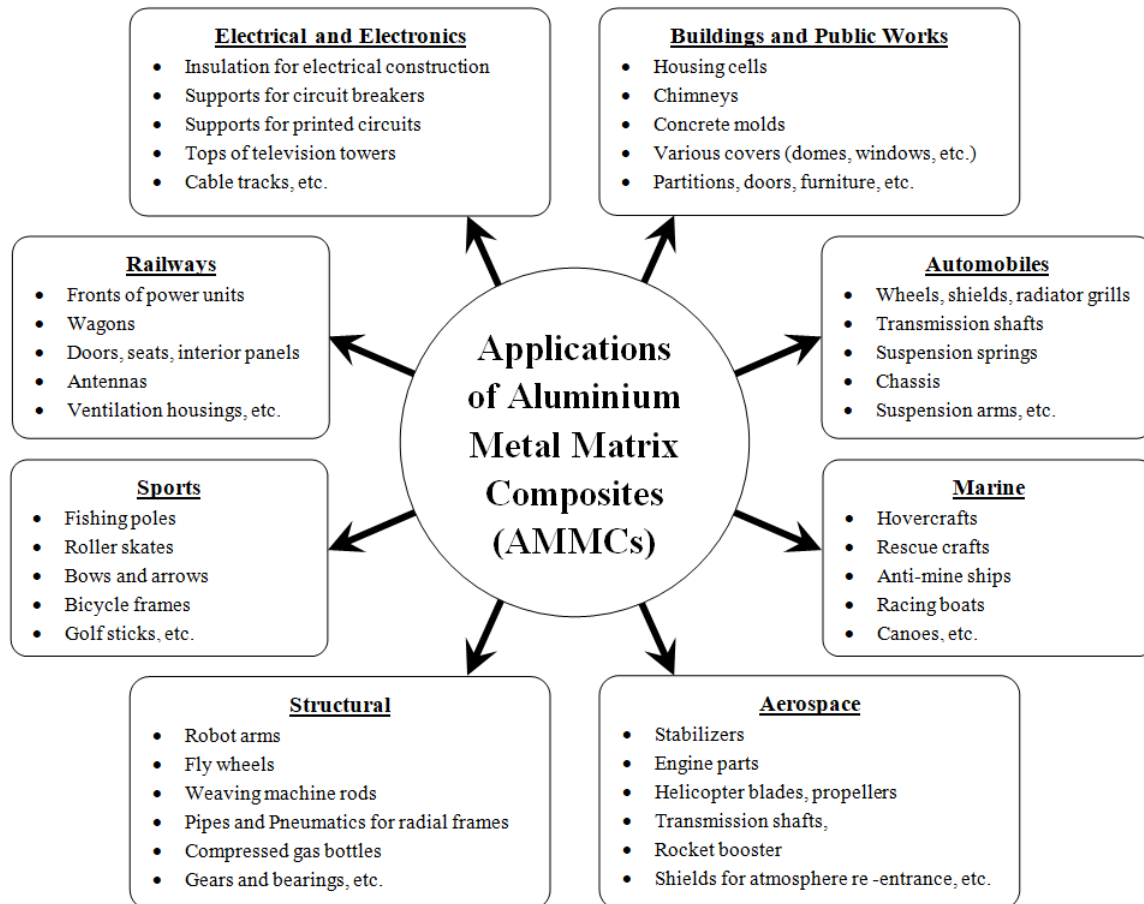 Electrical and Electronics
• Insulation for electrical construction
• Supports for circuit breakers
• Supports for printed circuits
• Tops of television towers
• Cable tracks, etc.
Buildings and Public Works
• Housing cells
• Chimneys
• Concrete molds
• Various covers (domes, windows, etc.)
• Partitions, doors, furniture, etc.
Railways
• Fronts of power units
• Wagons
• Doors, seats, interior panels
• Antennas
• Ventilation housings, etc.
Applications
of Aluminium
Metal Matrix
Composites
(AMMCs)
Automobiles
• Wheels, shields, radiator grills
• Transmission shafts
• Suspension springs
• Chassis
• Suspension arms, etc.
Sports
• Fishing poles
• Roller skates
• Bows and arrows
• Bicycle frames
• Golf sticks, etc.
Marine
• Hovercrafts
• Rescue crafts
• Anti-mine ships
• Racing boats
• Canoes, etc.
Structural
• Robot arms
• Fly wheels
• Weaving machine rods
• Pipes and Pneumatics for radial frames
• Compressed gas bottles
• Gears and bearings, etc.
Aerospace
• Stabilizers
• Engine parts
• Helicopter blades, propellers
• Transmission shafts,
• Rocket booster
• Shields for atmosphere re -entrance, etc.